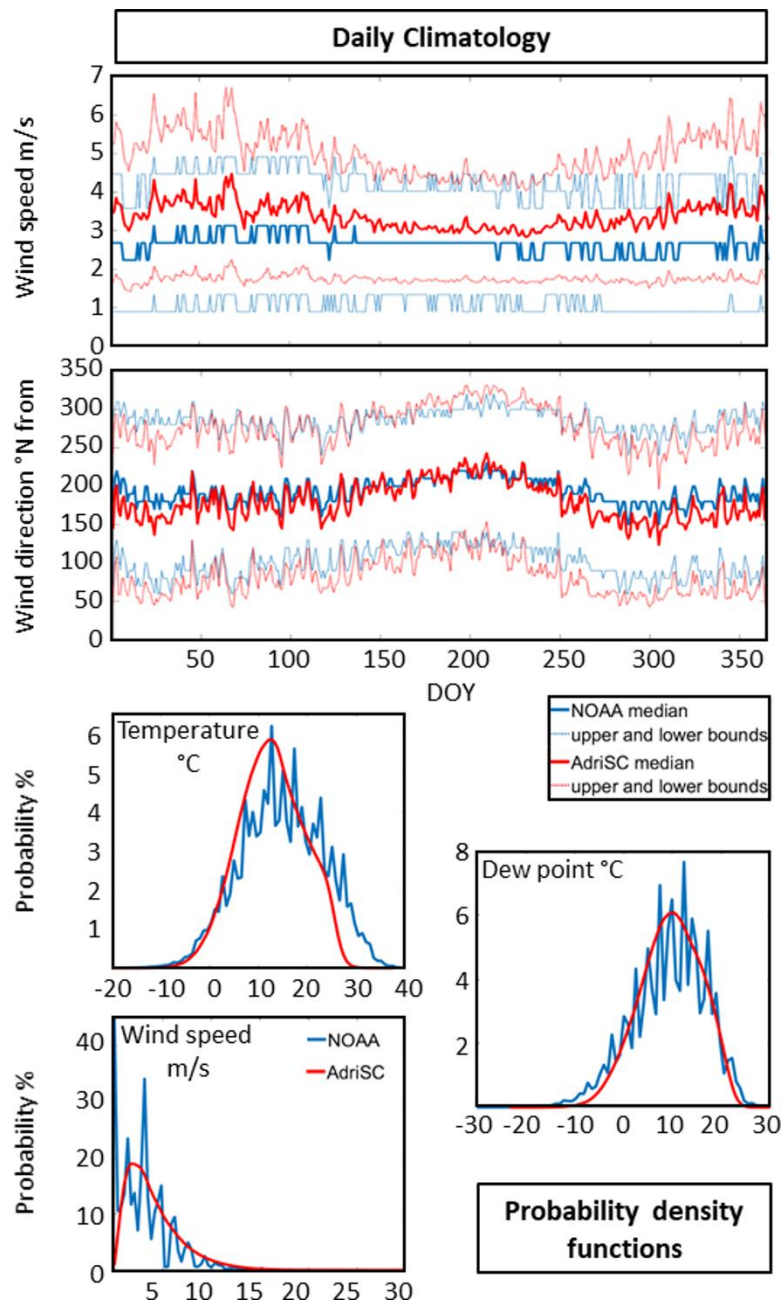 Daily Climatology
Wind speed m/s
7
6
5
4
3
2
1
0
Wind direction °N from
350
300
250
200
150
100
50
0
50 100 150 200 250 300 350
DOY
NOAA median
upper and lower bounds
AdriSC median
upper and lower bounds
Probability %
Temperature
°C
6
5
4
3
2
1
-20 -10 0 10 20 30 40
Dew point °C
8
6
4
2
-30 -20 -10 0 10 20 30
Probability %
Wind speed
m/s
NOAA
AdriSC
40
30
20
10
0
5 10 15 20 25 30
Probability density
functions